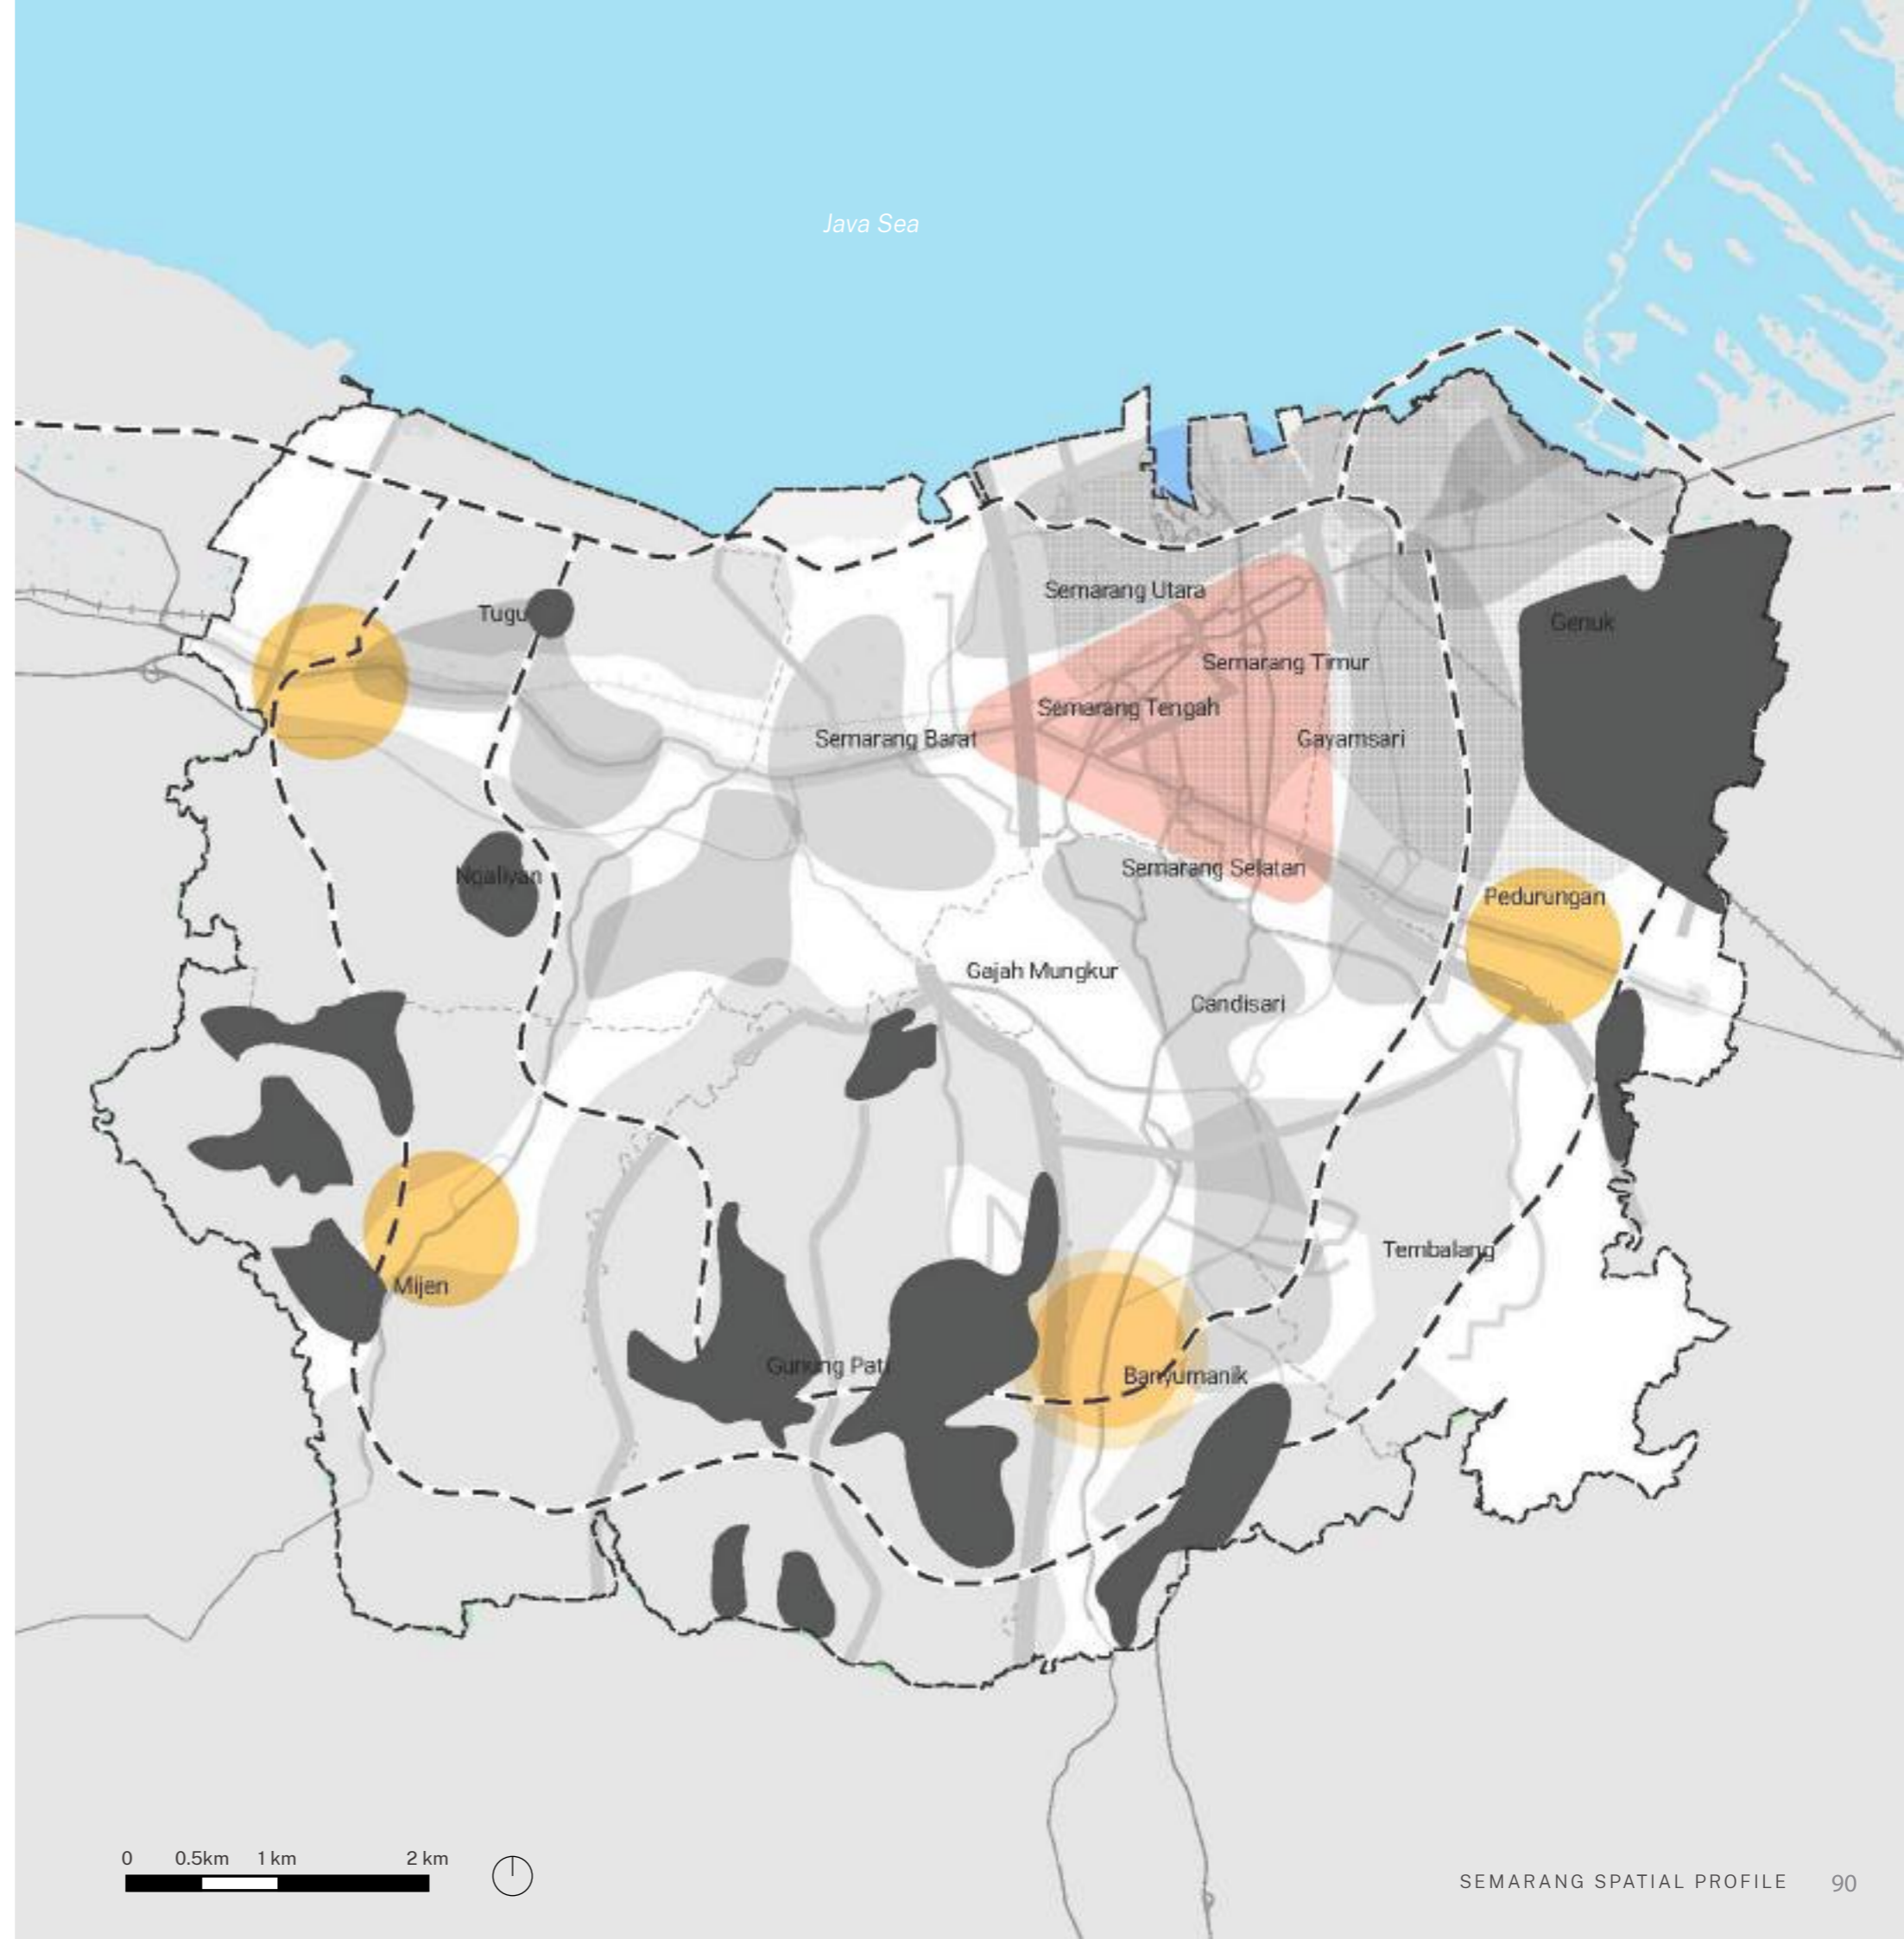 Java Sea
Semarang Utara
Tugu
Genuk
Semarang Timur
Semarang Tengah
Semarang Barat
Gayamsari
Semarang Selatan
Ngaliyan
Pedurungan
Gajah Mungkur
Candisari
Tembalang
Mijen
Gunung Pati
Banyumanik
0 0.5km 1 km 2 km
SEMARANG SPATIAL PROFILE 90